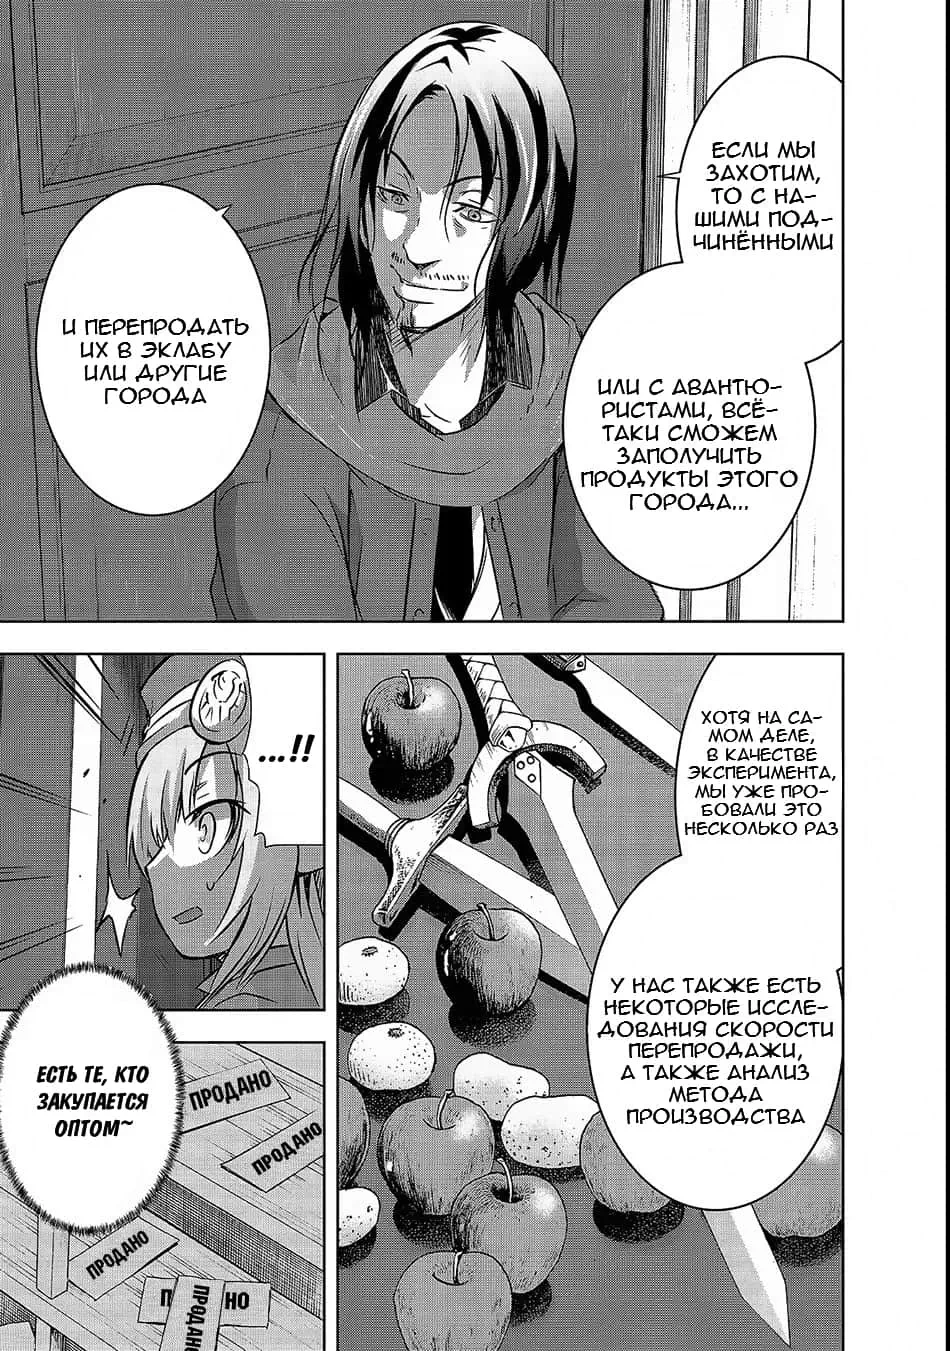 ЕСЛИ МЫ
ЗАХОТИМ,
ТО С НА-
ШИМИ ПОД-
ЧИНЁННЫМИ
ИЛИ С АВАНТЮ-
РИСТАМИ, ВСЁ-
ТАКИ СМОЖЕМ
ЗАПОЛУЧИТЬ
ПРОДУКТЫ ЭТОГО
ГОРОДА...
И ПЕРЕПРОДАТЬ
ИХ В ЭКЛАБУ
ИЛИ ДРУГИЕ
ГОРОДА
ХОТЯ НА СА-
МОМ ДЕЛЕ,
В КАЧЕСТВЕ
ЭКСПЕРИМЕНТА,
МЫ УЖЕ ПРО-
БОВАЛИ ЭТО
НЕСКОЛЬКО РАЗ
У НАС ТАКЖЕ ЕСТЬ
НЕКОТОРЫЕ ИССЛЕ-
ДОВАНИЯ СКОРОСТИ
ПЕРЕПРОДАЖИ,
А ТАКЖЕ АНАЛИЗ
МЕТОДА
ПРОИЗВОДСТВА
...!!
ЕСТЬ ТЕ, КТО
ЗАКУПАЕТСЯ
ОПТОМ~
ПРОДАНО
ПРОДАНО
ПРОДАНО
П НО
ПРОДАНО